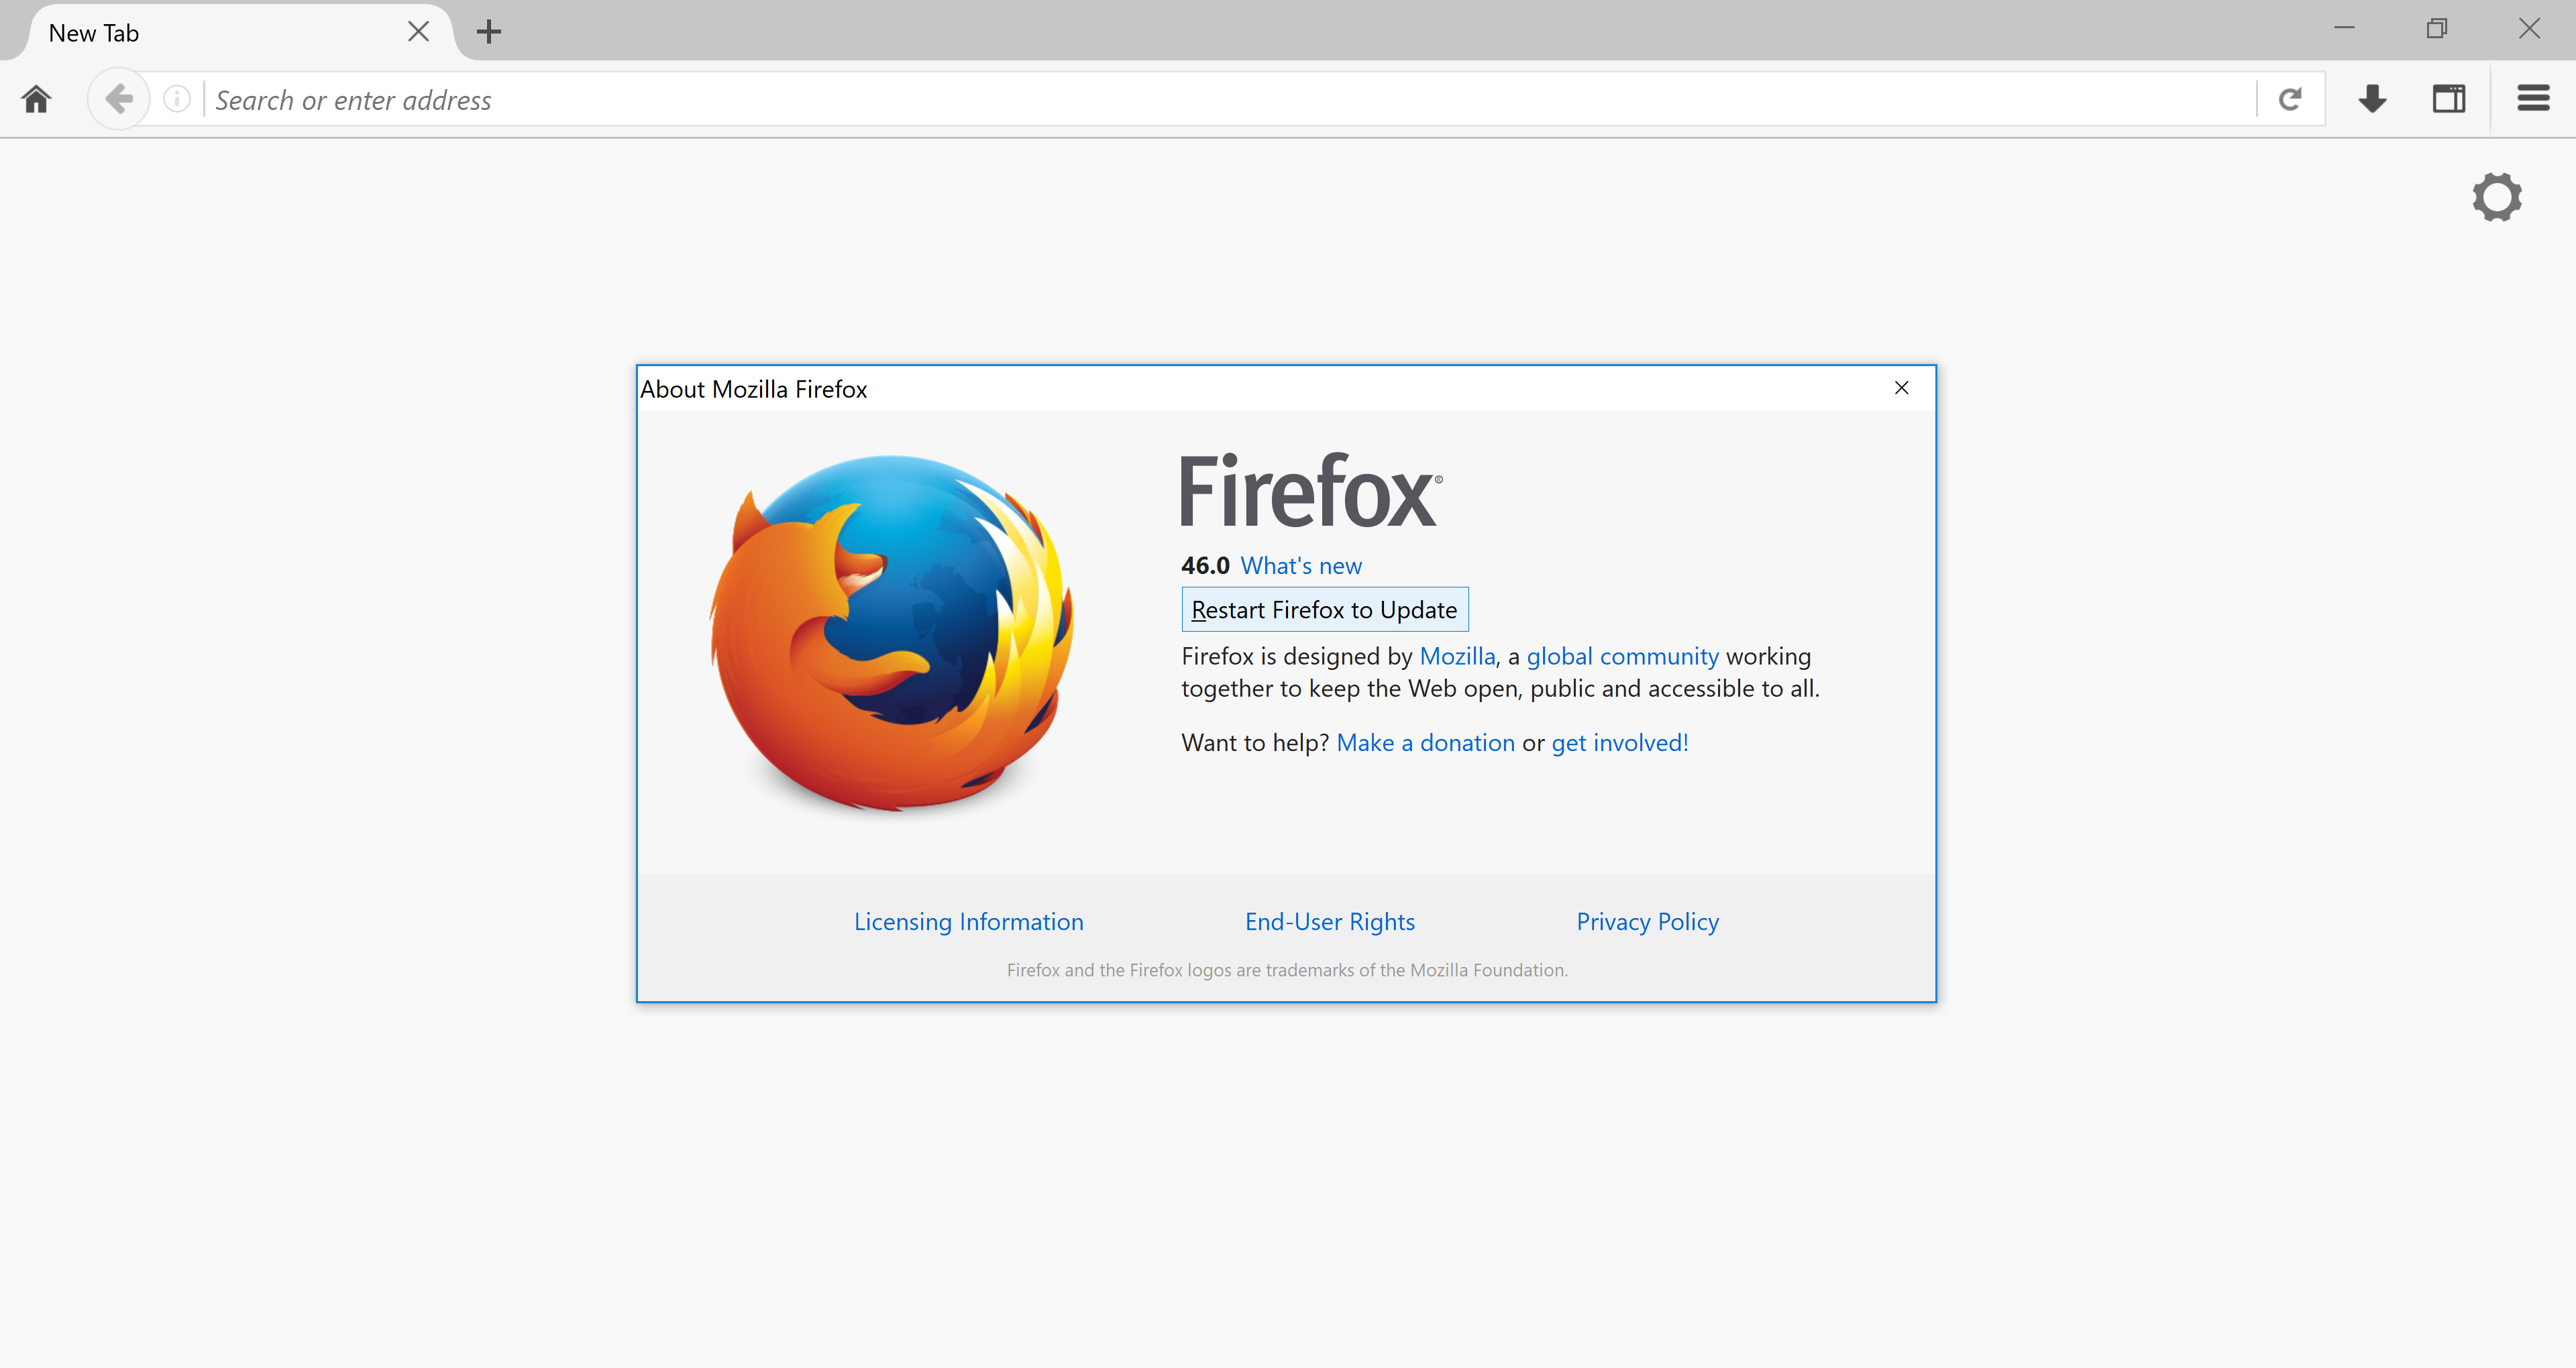 New Tab
Search or enter address
About Mozilla Firefox
Firefox®
46.0 What's new
Restart Firefox to Update
Firefox is designed by Mozilla, a global community working
together to keep the Web open, public and accessible to all.
Want to help? Make a donation or get involved!
Licensing Information End-User Rights Privacy Policy
Firefox and the Firefox logos are trademarks of the Mozilla Foundation.